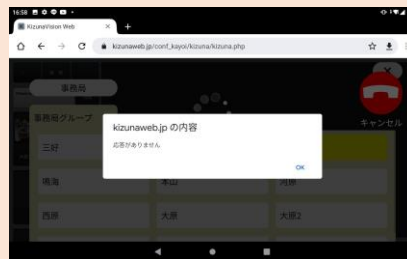 16:58
KizunaVision Web
kizunaweb.jp/conf_kayoi/kizuna/kizuna.php
事務局
事務局グループ
キャンセル
kizunaweb.jp の内容
応答がありません
OK
三好
鳴海
本山
河原
西原
大原
大原2